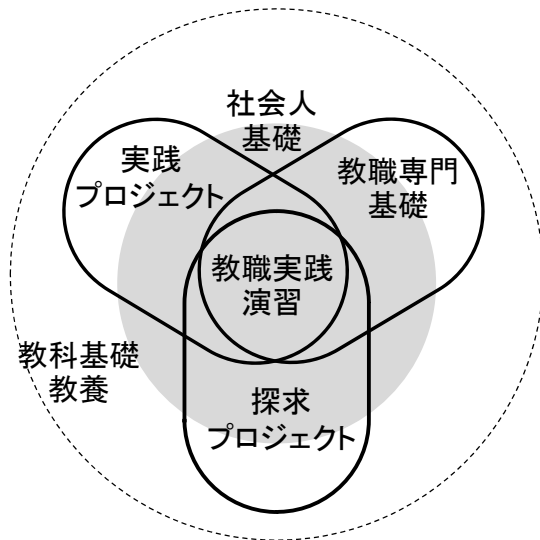 社会人
基礎
実践
プロジェクト
教職専門
基礎
教職実践
演習
教科基礎
教養
探求
プロジェクト